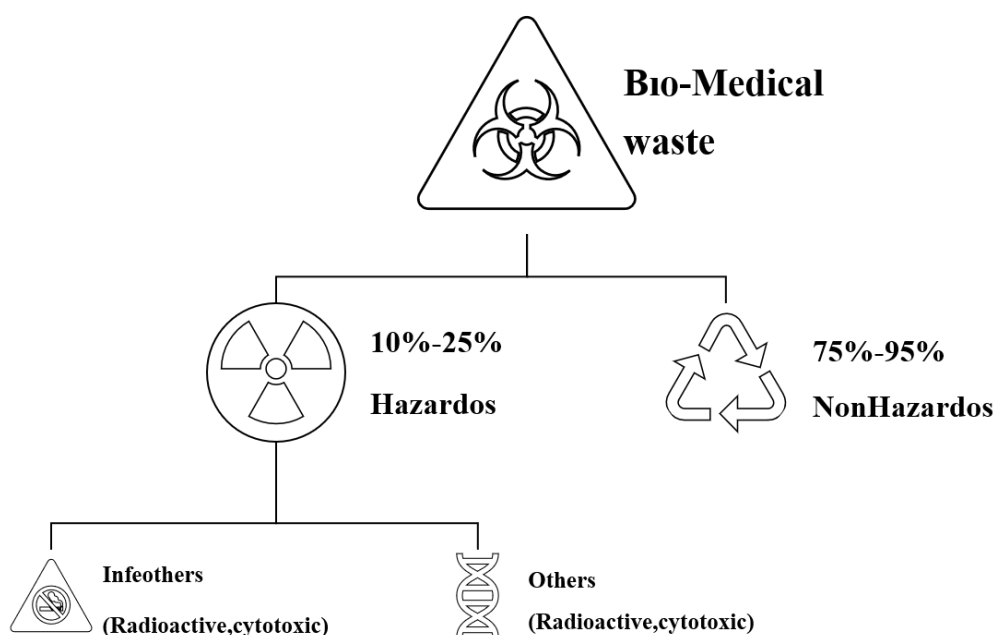 Bıo-Medical
waste
10%-25%
Hazardos
75%-95%
NonHazardos
Infeothers
(Radioactive,cytotoxic)
Others
(Radioactive,cytotoxic)